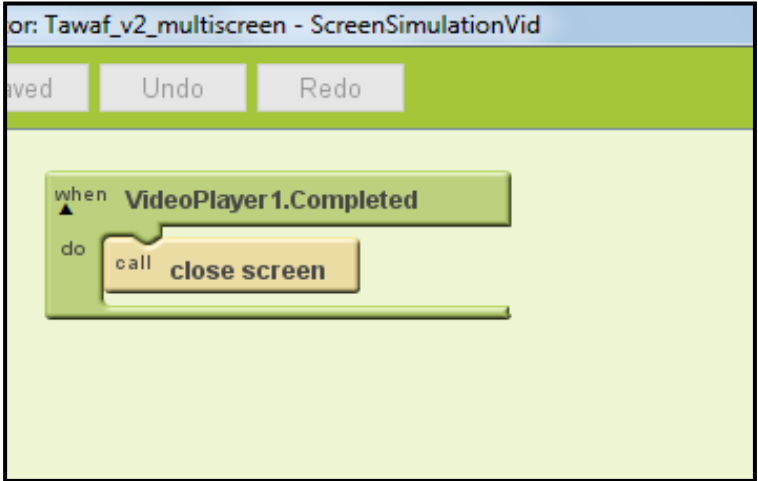 or: Tawaf_v2_multiscreen - ScreenSimulationVid
aved Undo Redo
when VideoPlayer1.Completed
do
call close screen